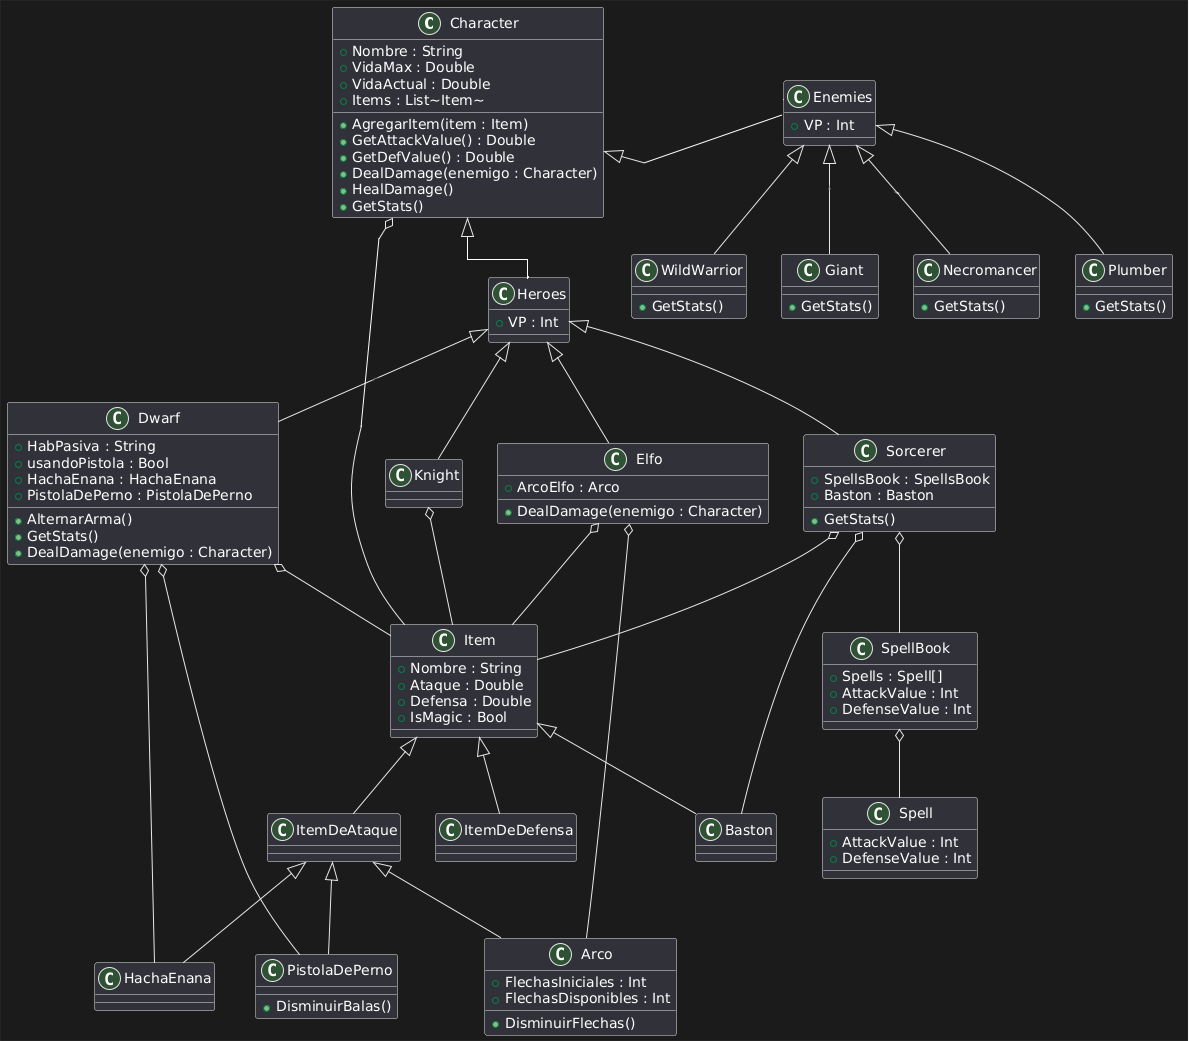 C Character
Nombre : String
VidaMax : Double
VidaActual : Double
Items : List~Item~
AgregarItem(item : Item)
GetAttackValue() : Double
GetDefValue() : Double
DealDamage(enemigo : Character)
HealDamage()
GetStats()
C Enemies
VP : Int
C WildWarrior
GetStats()
C Giant
GetStats()
C Necromancer
GetStats()
C Plumber
GetStats()
C Heroes
VP : Int
C Dwarf
HabPasiva : String
usandoPistola : Bool
HachaEnana : HachaEnana
PistolaDePerno : PistolaDePerno
AlternarArma()
GetStats()
DealDamage(enemigo : Character)
C Knight
C Elfo
ArcoElfo : Arco
DealDamage(enemigo : Character)
C Sorcerer
SpellsBook : SpellsBook
Baston : Baston
GetStats()
C Item
Nombre : String
Ataque : Double
Defensa : Double
IsMagic : Bool
C SpellBook
Spells : Spell[]
AttackValue : Int
DefenseValue : Int
C ItemDeAtaque
C ItemDeDefensa
C Baston
C Spell
AttackValue : Int
DefenseValue : Int
C HachaEnana
C PistolaDePerno
DisminuirBalas()
C Arco
FlechasIniciales : Int
FlechasDisponibles : Int
DisminuirFlechas()